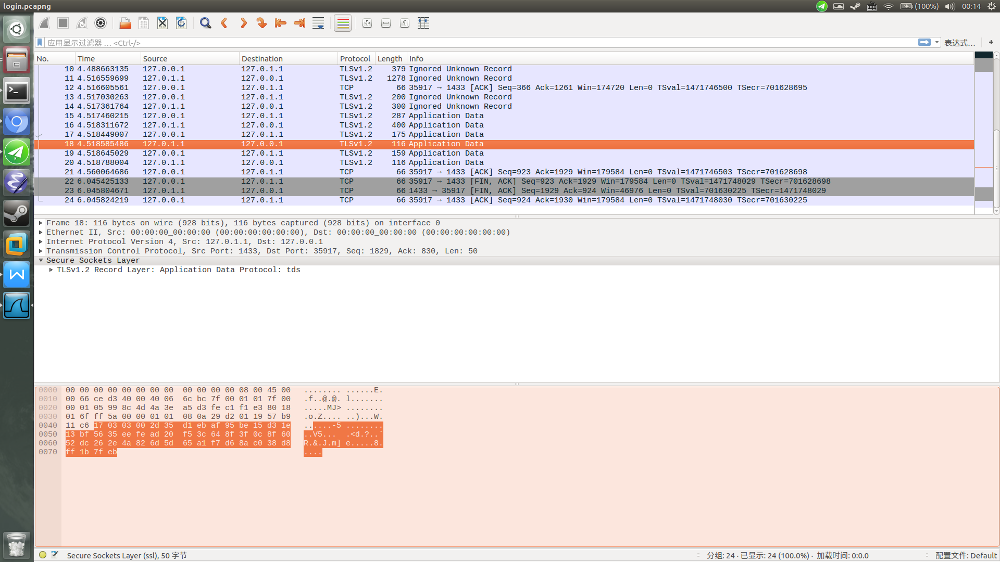 login.pcapng
(100%)
00:14
应用显示过滤器 … <Ctrl-/>
表达式…
+
No. Time Source Destination Protocol Length Info
10 4.488663135 127.0.0.1 127.0.1.1 TLSv1.2 379 Ignored Unknown Record
11 4.516559699 127.0.1.1 127.0.0.1 TLSv1.2 1278 Ignored Unknown Record
12 4.516605561 127.0.0.1 127.0.1.1 TCP 66 35917 → 1433 [ACK] Seq=366 Ack=1261 Win=174720 Len=0 TSval=1471746500 TSecr=701628695
13 4.517030263 127.0.0.1 127.0.1.1 TLSv1.2 200 Ignored Unknown Record
14 4.517361764 127.0.1.1 127.0.0.1 TLSv1.2 300 Ignored Unknown Record
15 4.517460215 127.0.0.1 127.0.1.1 TLSv1.2 287 Application Data
16 4.518311672 127.0.1.1 127.0.0.1 TLSv1.2 400 Application Data
17 4.518449007 127.0.0.1 127.0.1.1 TLSv1.2 175 Application Data
18 4.518585486 127.0.1.1 127.0.0.1 TLSv1.2 116 Application Data
19 4.518645029 127.0.0.1 127.0.1.1 TLSv1.2 159 Application Data
20 4.518788004 127.0.1.1 127.0.0.1 TLSv1.2 116 Application Data
21 4.560064686 127.0.0.1 127.0.1.1 TCP 66 35917 → 1433 [ACK] Seq=923 Ack=1929 Win=179584 Len=0 TSval=1471746503 TSecr=701628698
22 6.045425133 127.0.0.1 127.0.1.1 TCP 66 35917 → 1433 [FIN, ACK] Seq=923 Ack=1929 Win=179584 Len=0 TSval=1471748029 TSecr=701628698
23 6.045804671 127.0.1.1 127.0.0.1 TCP 66 1433 → 35917 [FIN, ACK] Seq=1929 Ack=924 Win=46976 Len=0 TSval=701630225 TSecr=1471748029
24 6.045824219 127.0.0.1 127.0.1.1 TCP 66 35917 → 1433 [ACK] Seq=924 Ack=1930 Win=179584 Len=0 TSval=1471748030 TSecr=701630225
Frame 18: 116 bytes on wire (928 bits), 116 bytes captured (928 bits) on interface 0
Ethernet II, Src: 00:00:00_00:00:00 (00:00:00:00:00:00), Dst: 00:00:00_00:00:00 (00:00:00:00:00:00)
Internet Protocol Version 4, Src: 127.0.1.1, Dst: 127.0.0.1
Transmission Control Protocol, Src Port: 1433, Dst Port: 35917, Seq: 1829, Ack: 830, Len: 50
Secure Sockets Layer
TLSv1.2 Record Layer: Application Data Protocol: tds
0000 00 00 00 00 00 00 00 00 00 00 00 00 08 00 45 00 ........ ......E.
0010 00 66 ce d3 40 00 40 06 6c bc 7f 00 01 01 7f 00 .f..@.@. l.......
0020 00 01 05 99 8c 4d 4a 3e a5 d3 fe c1 f1 e3 80 18 .....MJ> ........
0030 01 6f ff 5a 00 00 01 01 08 0a 29 d2 01 19 57 b9 .o.Z.... ..)...W.
0040 11 c6 17 03 03 00 2d 35 d1 eb af 95 be 15 d3 1e ......-5 ........
0050 13 bf 56 35 ee fe ad 20 f5 3c 64 8f 3f 0c 8f 60 ..V5... .<d.?..`
0060 52 dc 26 2e 4a 82 6d 5d 65 a1 f7 d6 8a c0 38 d8 R.&.J.m] e.....8.
0070 ff 1b 7f eb ....
Secure Sockets Layer (ssl), 50 字节
分组: 24 · 已显示: 24 (100.0%) · 加载时间: 0:0.0
配置文件: Default